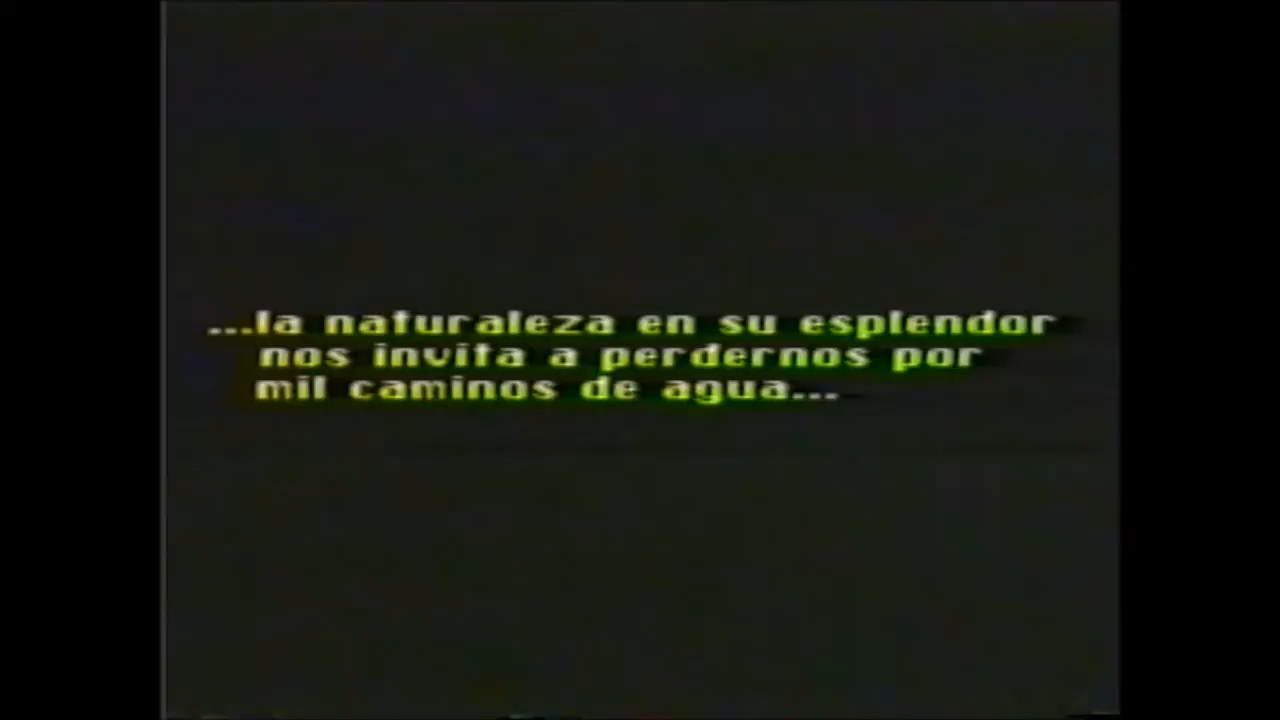 ...la naturaleza en su esplendor
nos invita a perdernos por
mil caminos de agua...